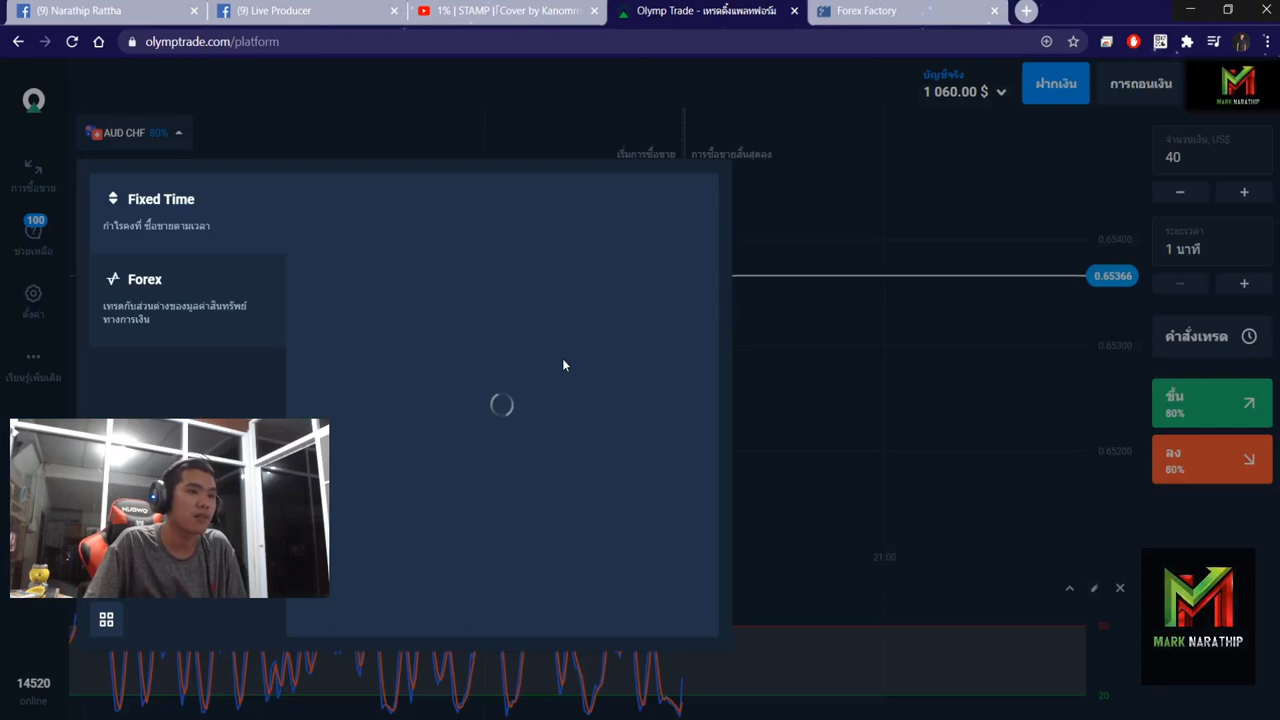 (9) Narathip Rattha
(9) Live Producer
1% | STAMP |「Cover by Kanomro
Olymp Trade - เทรดดิ้งแพลทฟอร์ม
Forex Factory
olymptrade.com/platform
บัญชีจริง
1 060.00 $
ฝากเงิน
การถอนเงิน
MARK NARATHIP
AUD CHF 80%
เริ่มการซื้อขาย
การซื้อขายสิ้นสุดลง
จำนวนเงิน, US$
40
การซื้อขาย
Fixed Time
กำไรคงที่ ซื้อขายตามเวลา
100
ช่วยเหลือ
0.65400
ระยะเวลา
1 นาที
Forex
เทรดกับส่วนต่างของมูลค่าสินทรัพย์
ทางการเงิน
0.65366
ตั้งค่า
0.65300
คำสั่งเทรด
เรียนรู้เพิ่มเติม
ขึ้น
80%
0.65200
ลง
80%
NUBWO
21:00
80
MARK NARATHIP
14520
online
20